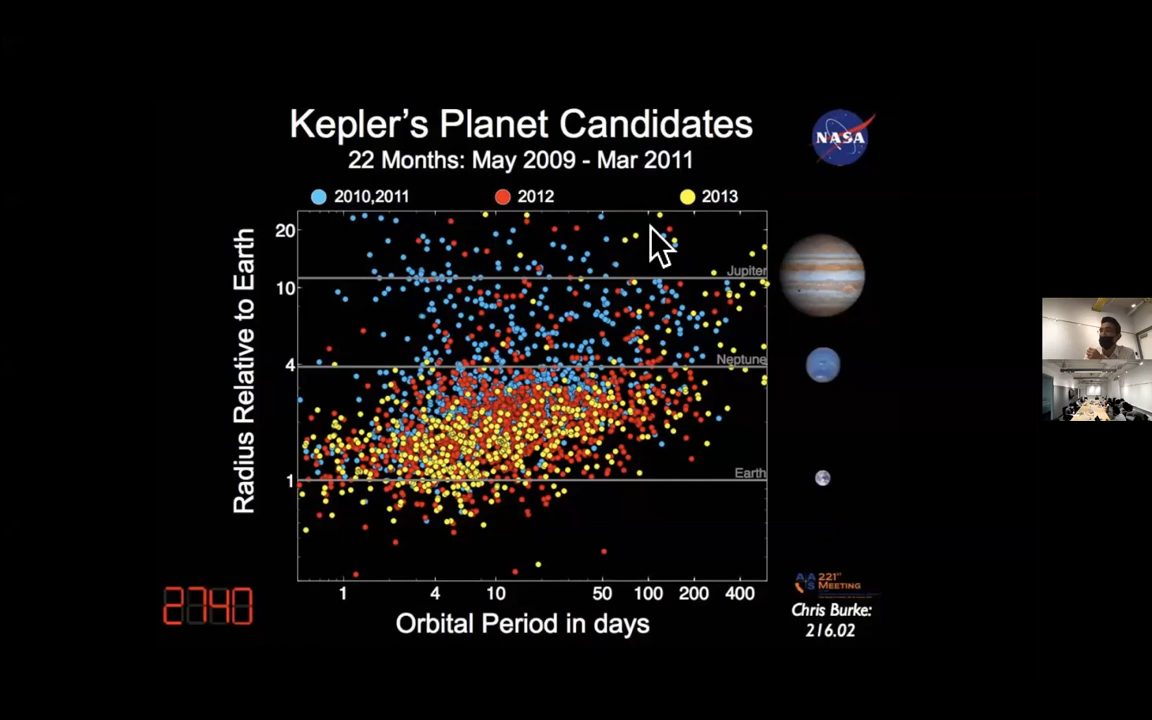 Kepler's Planet Candidates
22 Months: May 2009 - Mar 2011
NASA
2010,2011 2012 2013
Radius Relative to Earth
20
10
4
1
Jupiter
Neptune
Earth
1 4 10 50 100 200 400
Orbital Period in days
2740
AAS 221ST
MEETING
Chris Burke:
216.02